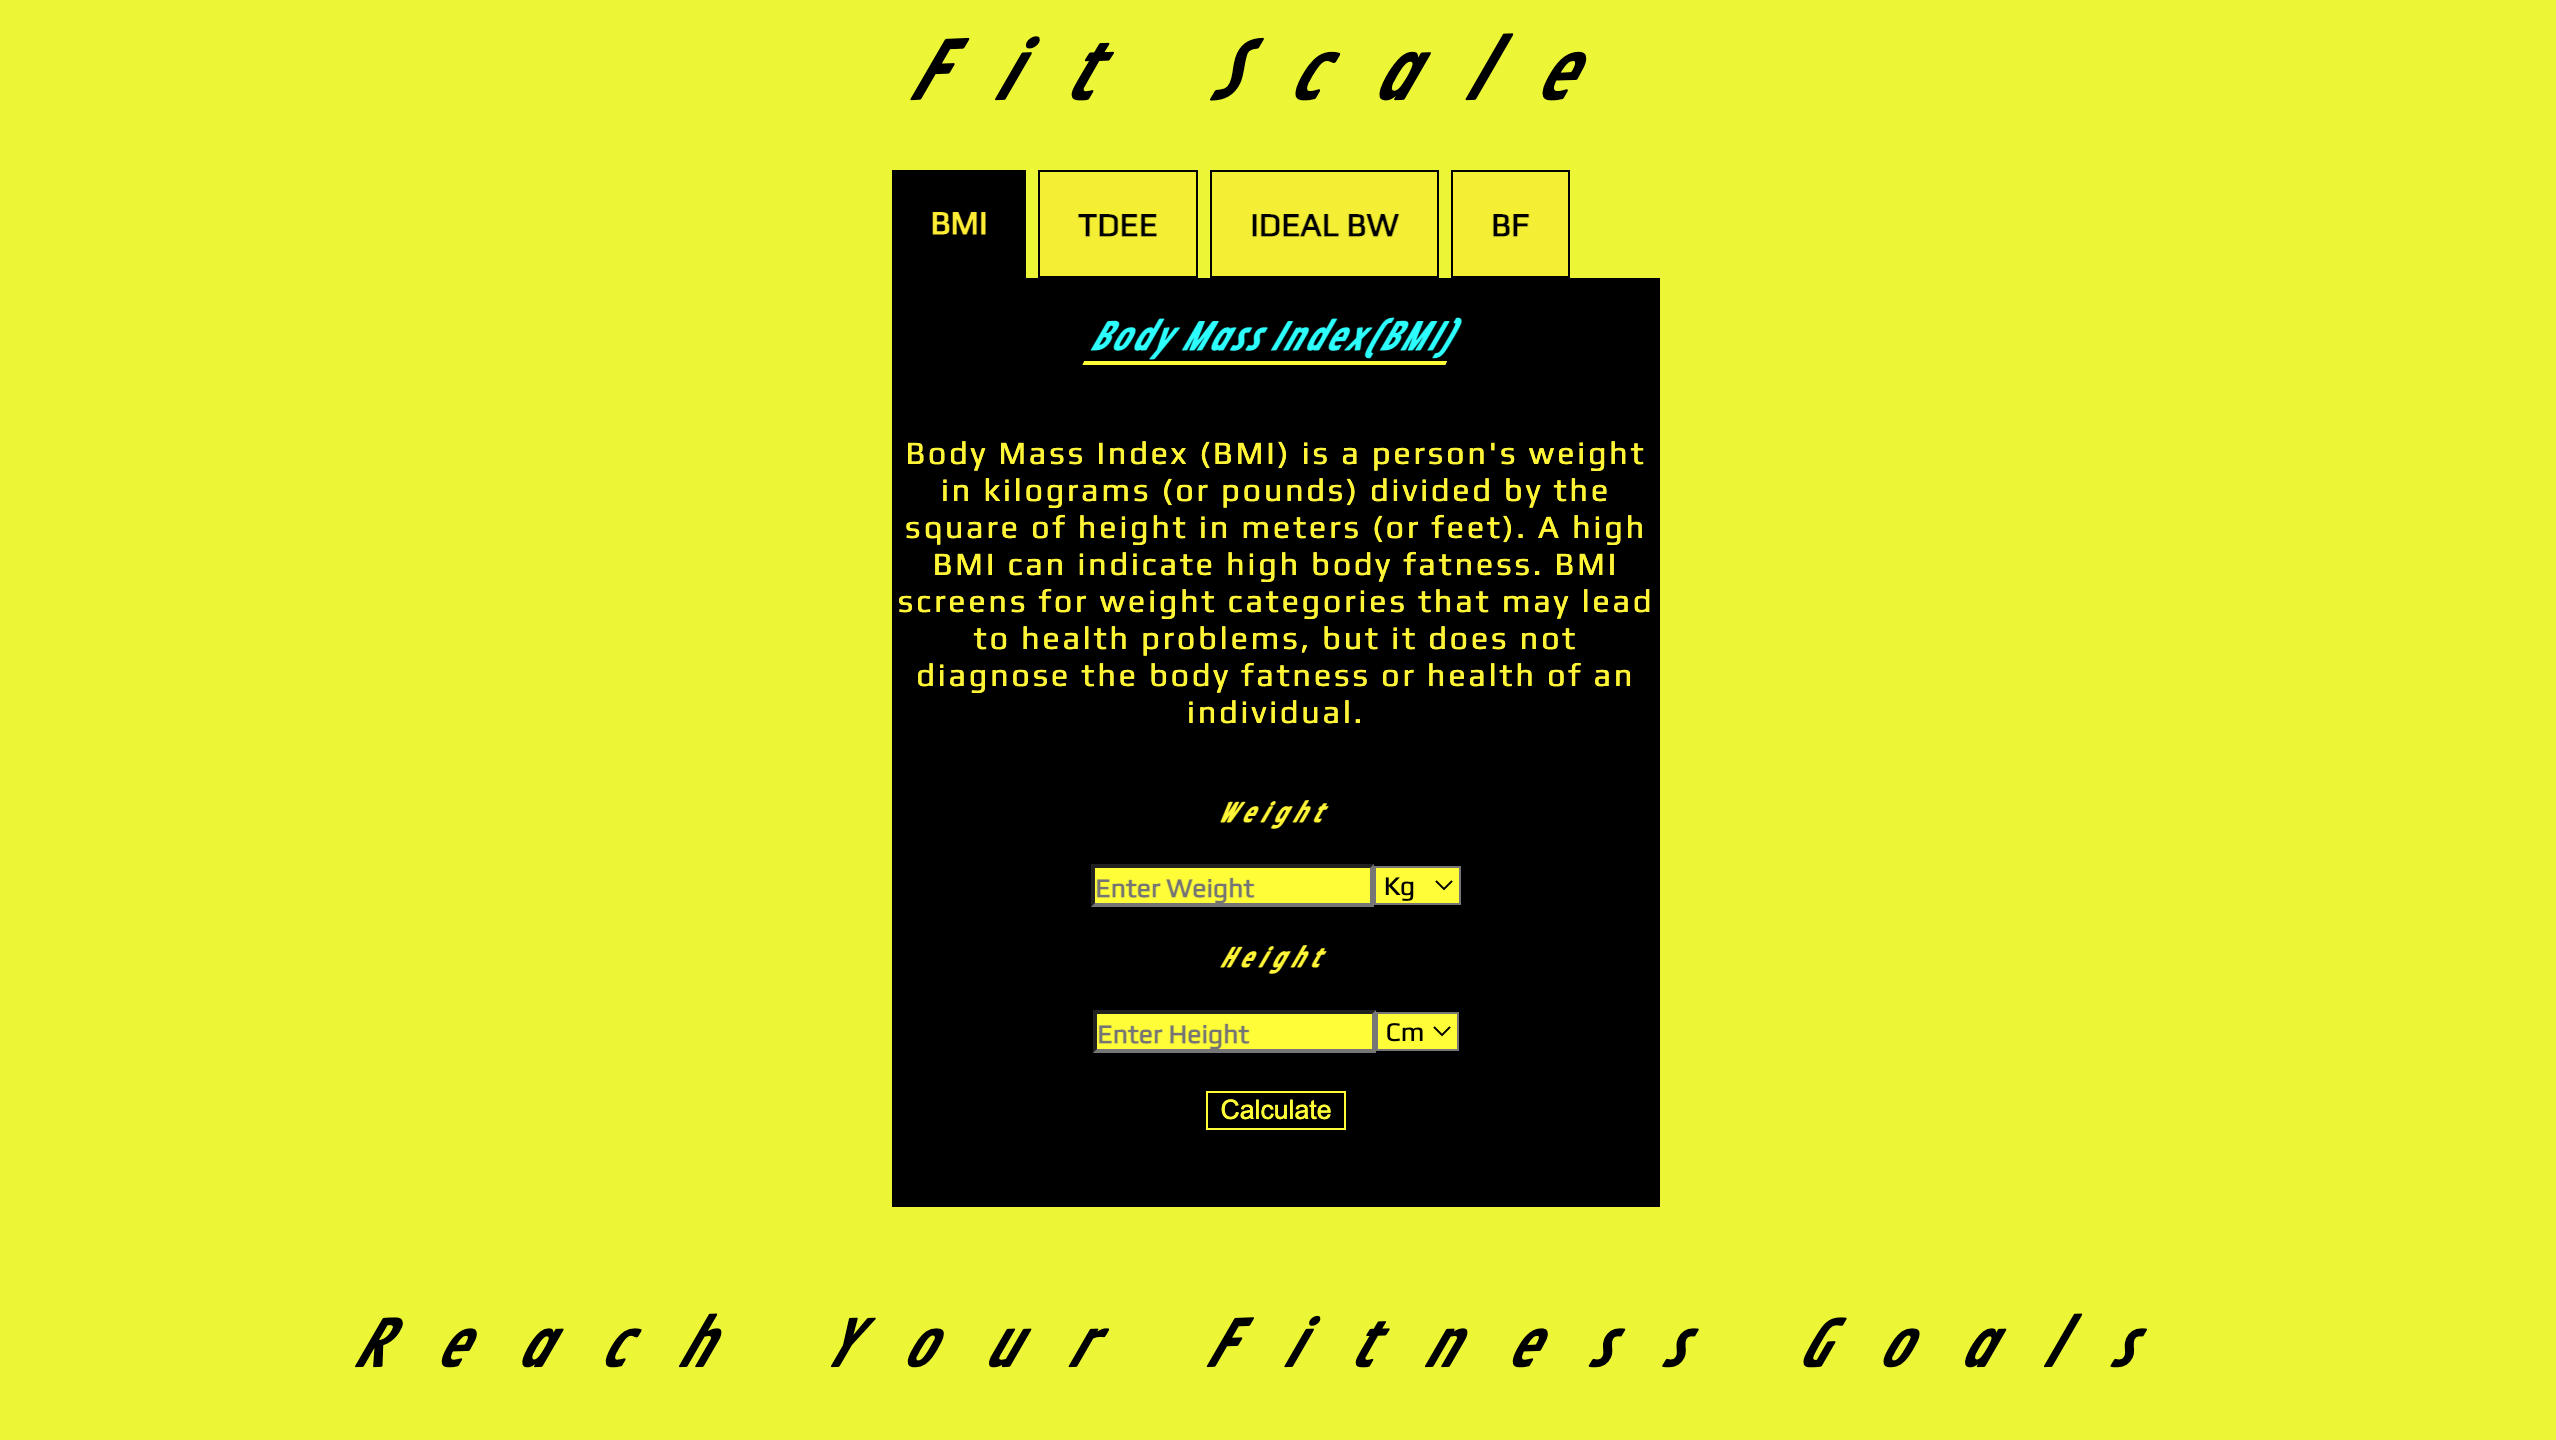 Fit Scale
BMI TDEE IDEAL BW BF
Body Mass Index(BMI)
Body Mass Index (BMI) is a person's weight
in kilograms (or pounds) divided by the
square of height in meters (or feet). A high
BMI can indicate high body fatness. BMI
screens for weight categories that may lead
to health problems, but it does not
diagnose the body fatness or health of an
individual.
Weight
Enter Weight Kg
Height
Enter Height Cm
Calculate
Reach Your Fitness Goals